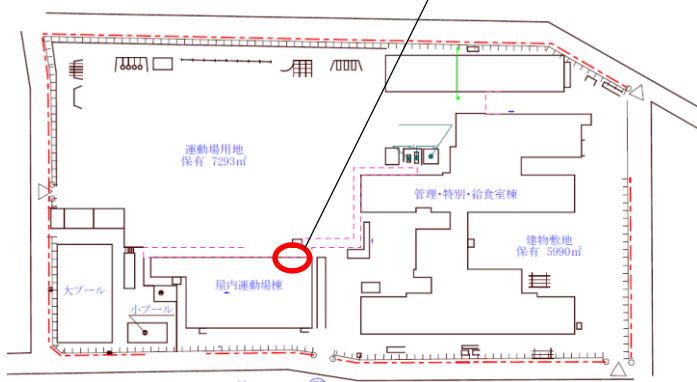 運動場用地
保有 7293㎡
管理・特別・給食室棟
建物敷地
保有 5990㎡
屋内運動場棟
大プール
小プール